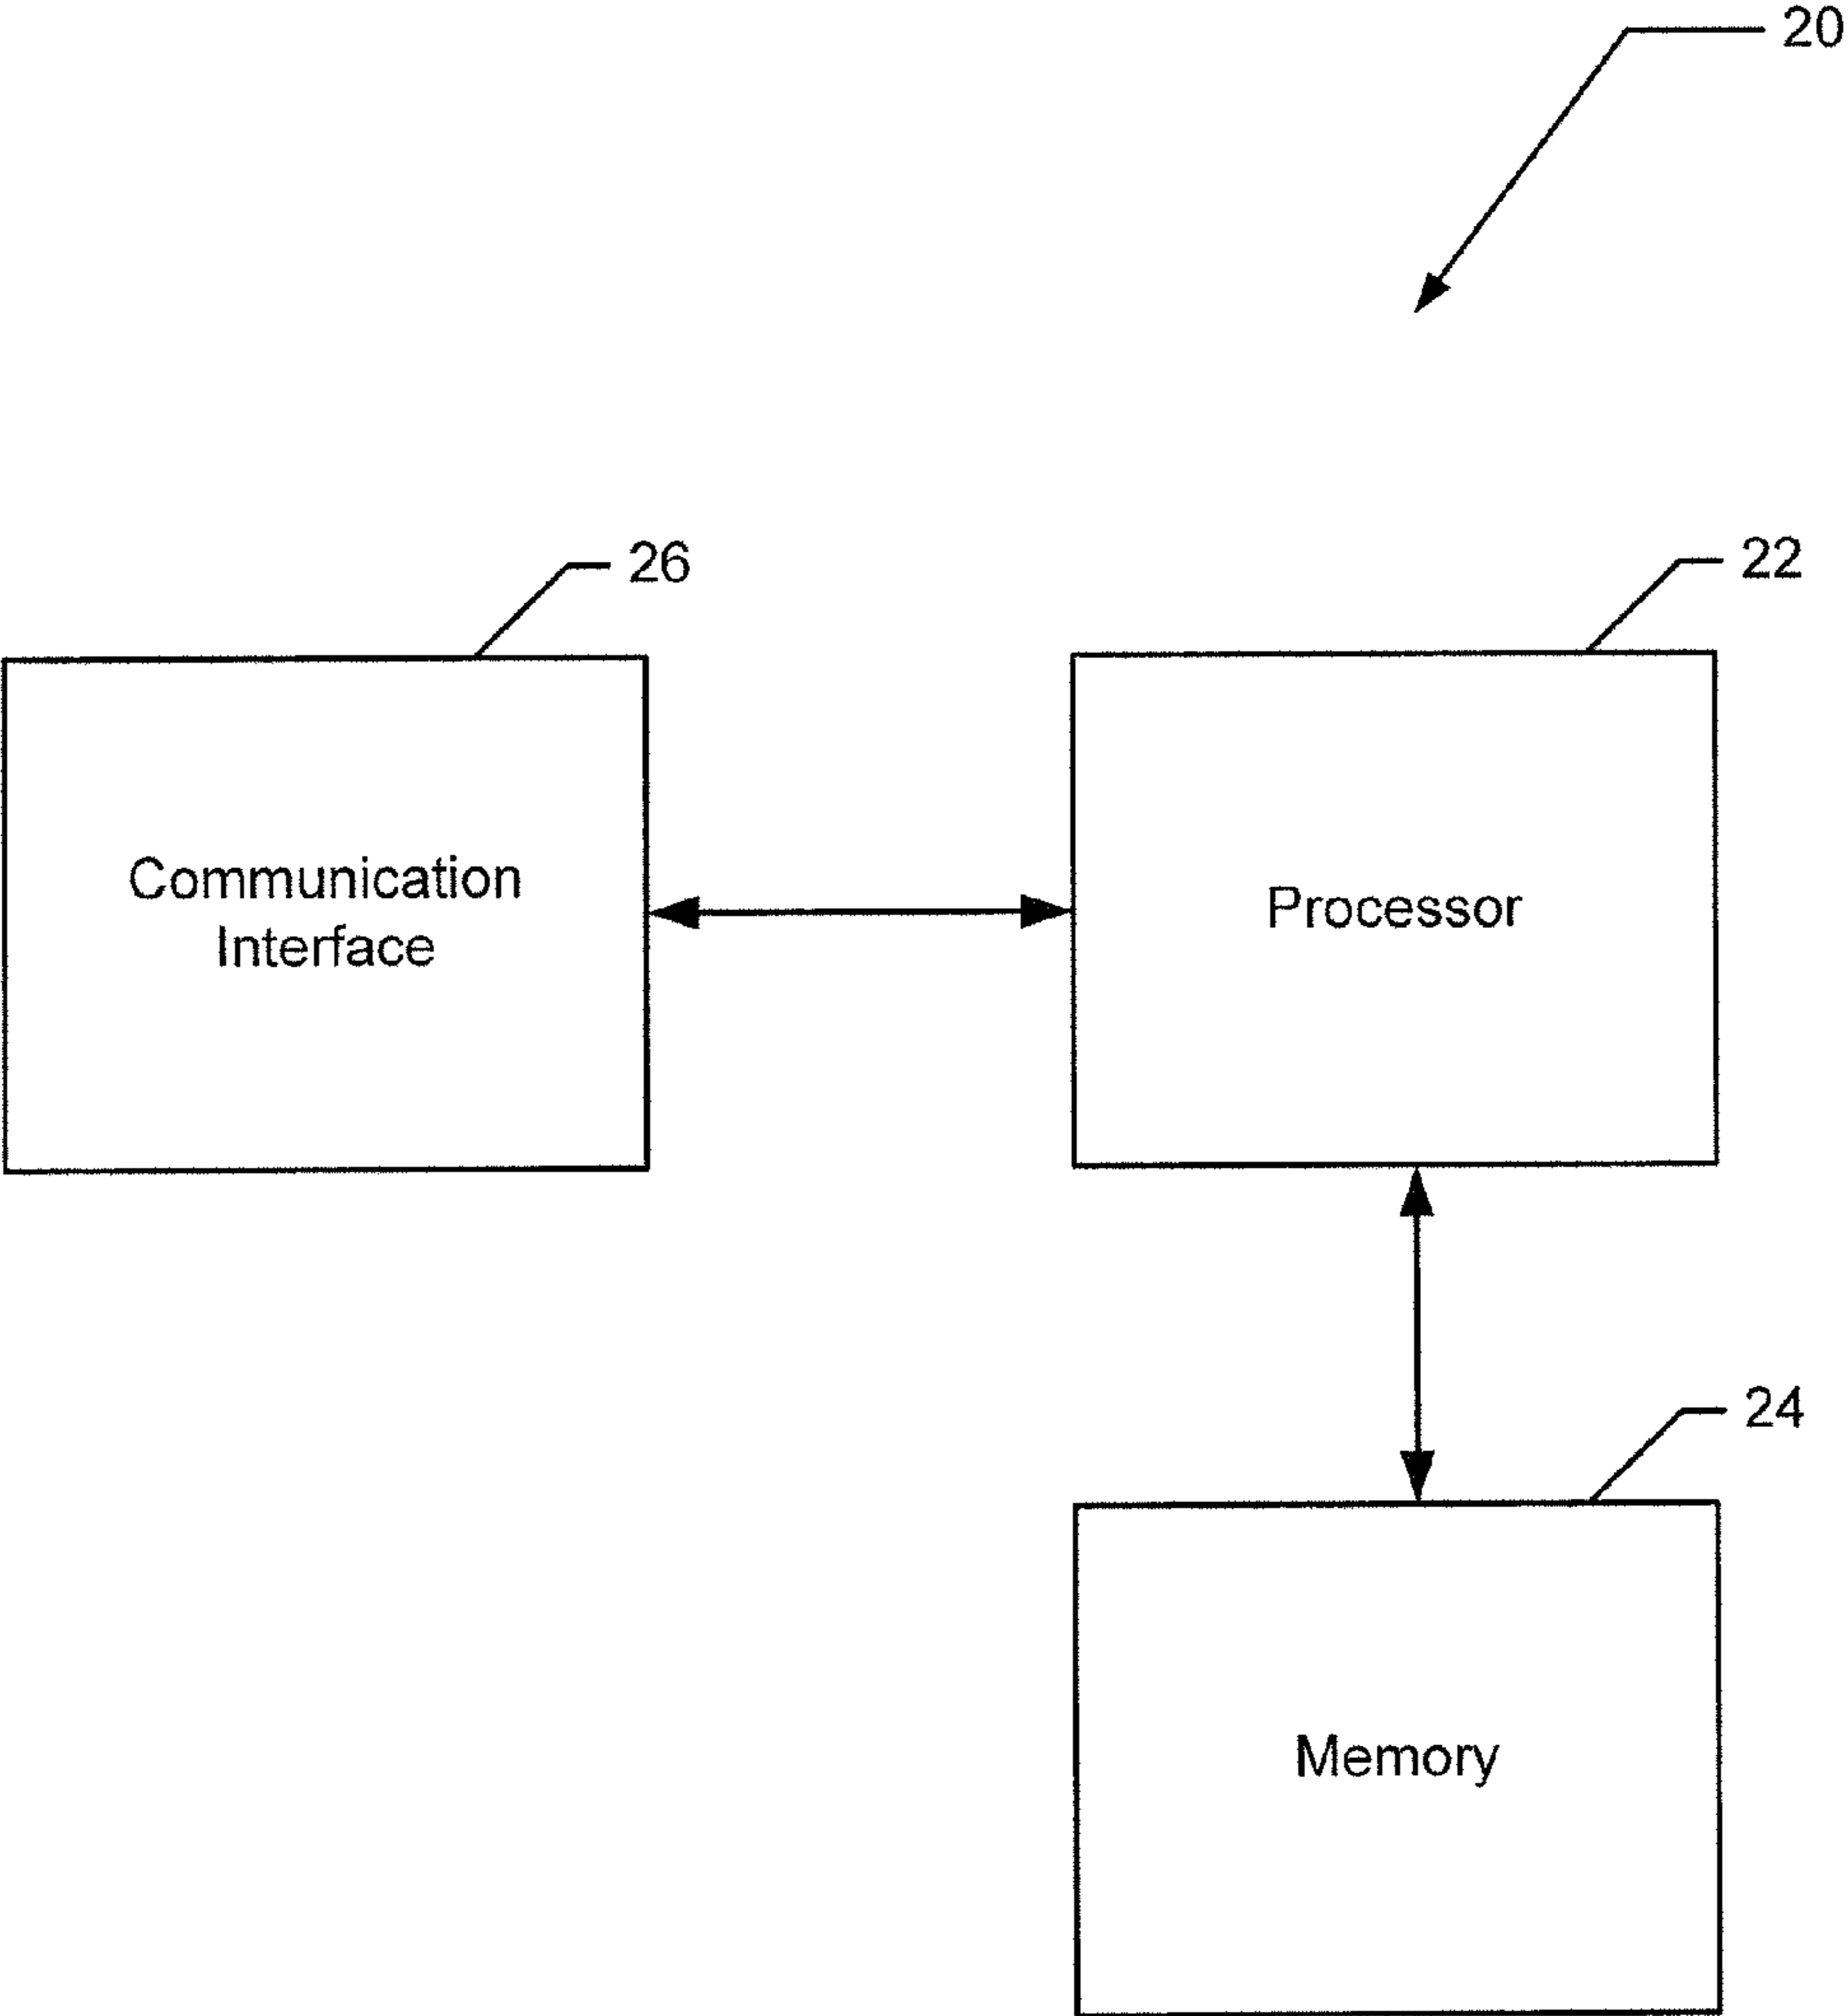 20
26
22
Communication
Interface
Processor
24
Memory